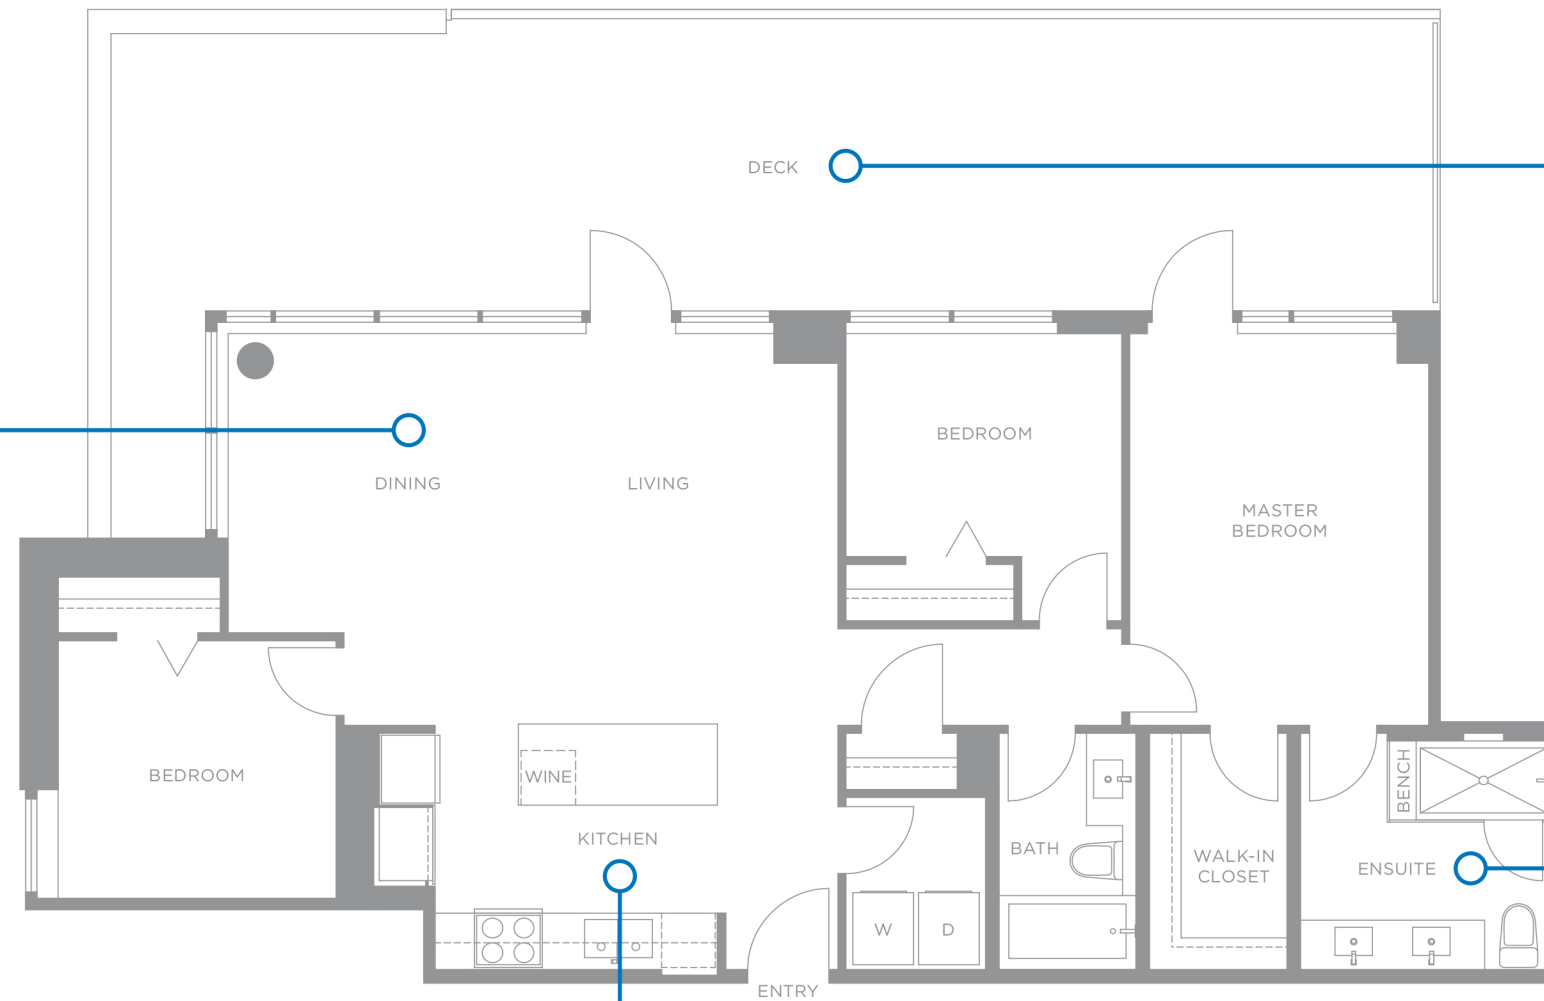 DECK
BEDROOM
DINING
LIVING
MASTER
BEDROOM
BEDROOM
WINE
BENCH
KITCHEN
BATH
WALK-IN
CLOSET
ENSUITE
W
D
ENTRY